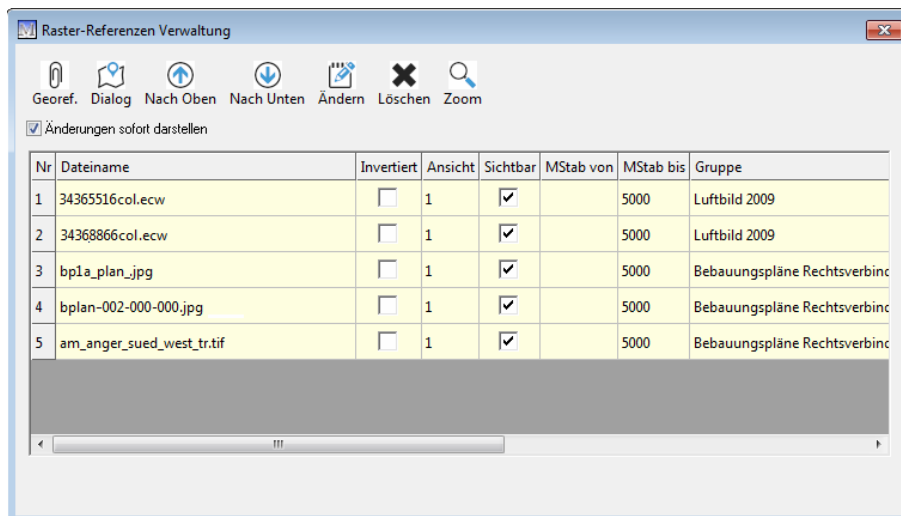 Raster-Referenzen Verwaltung
Georef. Dialog Nach Oben Nach Unten Ändern Löschen Zoom
Änderungen sofort darstellen
Nr Dateiname Invertiert Ansicht Sichtbar MStab von MStab bis Gruppe
1 34365516col.ecw 1 5000 Luftbild 2009
2 34368866col.ecw 1 5000 Luftbild 2009
3 bp1a_plan_.jpg 1 5000 Bebauungspläne Rechtsverbind
4 bplan-002-000-000.jpg 1 5000 Bebauungspläne Rechtsverbind
5 am_anger_sued_west_tr.tif 1 5000 Bebauungspläne Rechtsverbind